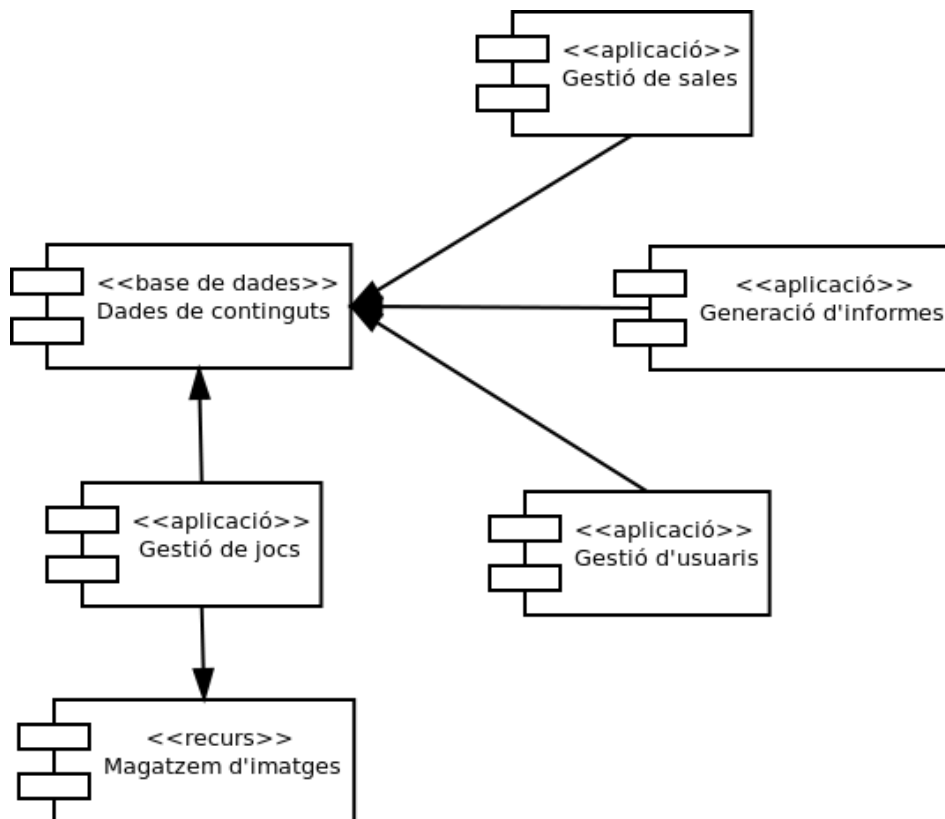 <<aplicació>>
Gestió de sales
<<base de dades>>
Dades de continguts
<<aplicació>>
Generació d'informes
<<aplicació>>
Gestió de jocs
<<aplicació>>
Gestió d'usuaris
<<recurs>>
Magatzem d'imatges